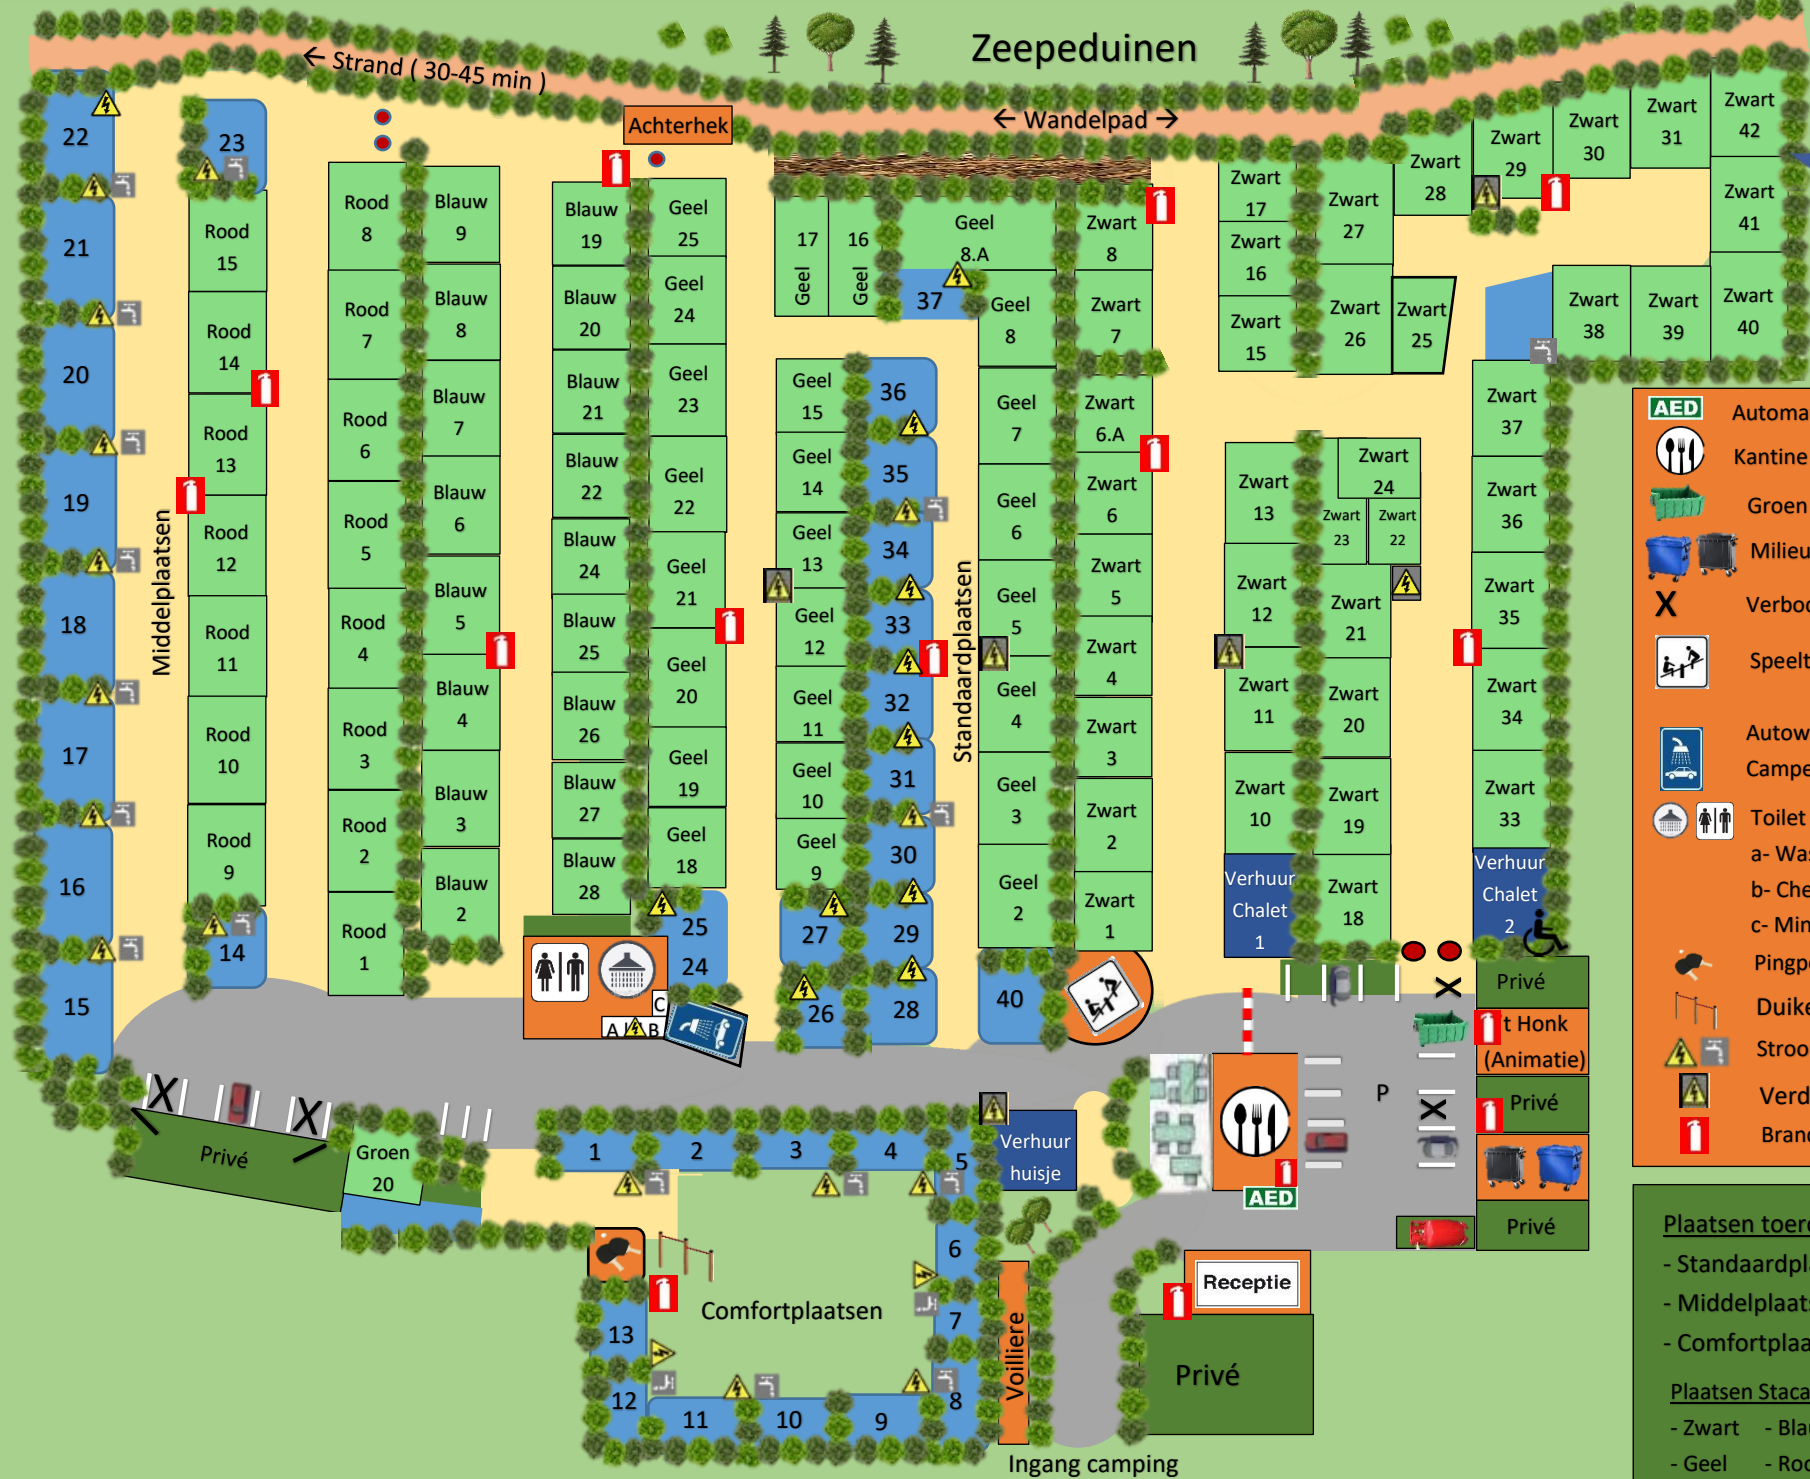 Zeepeduinen
← Strand ( 30-45 min )
← Wandelpad →
Achterhek
22
21
20
19
18
17
16
15
Middelplaatsen
23
Rood
15
Rood
14
Rood
13
Rood
12
Rood
11
Rood
10
Rood
9
14
Rood
8
Rood
7
Rood
6
Rood
5
Rood
4
Rood
3
Rood
2
Rood
1
Blauw
9
Blauw
8
Blauw
7
Blauw
6
Blauw
5
Blauw
4
Blauw
3
Blauw
2
Blauw
19
Blauw
20
Blauw
21
Blauw
22
Blauw
24
Blauw
25
Blauw
26
Blauw
27
Blauw
28
Geel
25
Geel
24
Geel
23
Geel
22
Geel
21
Geel
20
Geel
19
Geel
18
25
24
C
A
B
17
Geel
16
Geel
Geel
8.A
37
Geel
15
Geel
14
Geel
13
Geel
12
Geel
11
Geel
10
Geel
9
27
26
36
35
34
33
32
31
30
29
28
Standaardplaatsen
Geel
8
Geel
7
Geel
6
Geel
5
Geel
4
Geel
3
Geel
2
40
Zwart
8
Zwart
7
Zwart
6.A
Zwart
6
Zwart
5
Zwart
4
Zwart
3
Zwart
2
Zwart
1
Zwart
17
Zwart
16
Zwart
15
Zwart
13
Zwart
12
Zwart
11
Zwart
10
Verhuur
Chalet
1
Zwart
27
Zwart
26
Zwart
25
Zwart
24
Zwart
23
Zwart
22
Zwart
21
Zwart
20
Zwart
19
Zwart
18
Zwart
28
Zwart
29
Zwart
30
Zwart
31
Zwart
42
Zwart
41
Zwart
40
Zwart
39
Zwart
38
Zwart
37
Zwart
36
Zwart
35
Zwart
34
Zwart
33
Verhuur
Chalet
2
X
Privé
t Honk
(Animatie)
Privé
X
P
Privé
AED
Receptie
Privé
X
X
Privé
Groen
20
1
2
3
4
5
6
7
8
9
10
11
12
13
Comfortplaatsen
Verhuur
huisje
Voilliere
Ingang camping
AED Automa
Kantine
Groen
Milieu
X Verbod
Speelt
Autow
Campe
Toilet
a- Was
b- Che
c- Min
Pingpo
Duike
Stroo
Verd
Brand
Plaatsen toere
- Standaardpla
- Middelplaats
- Comfortplaa
Plaatsen Staca
- Zwart - Blau
- Geel - Roo